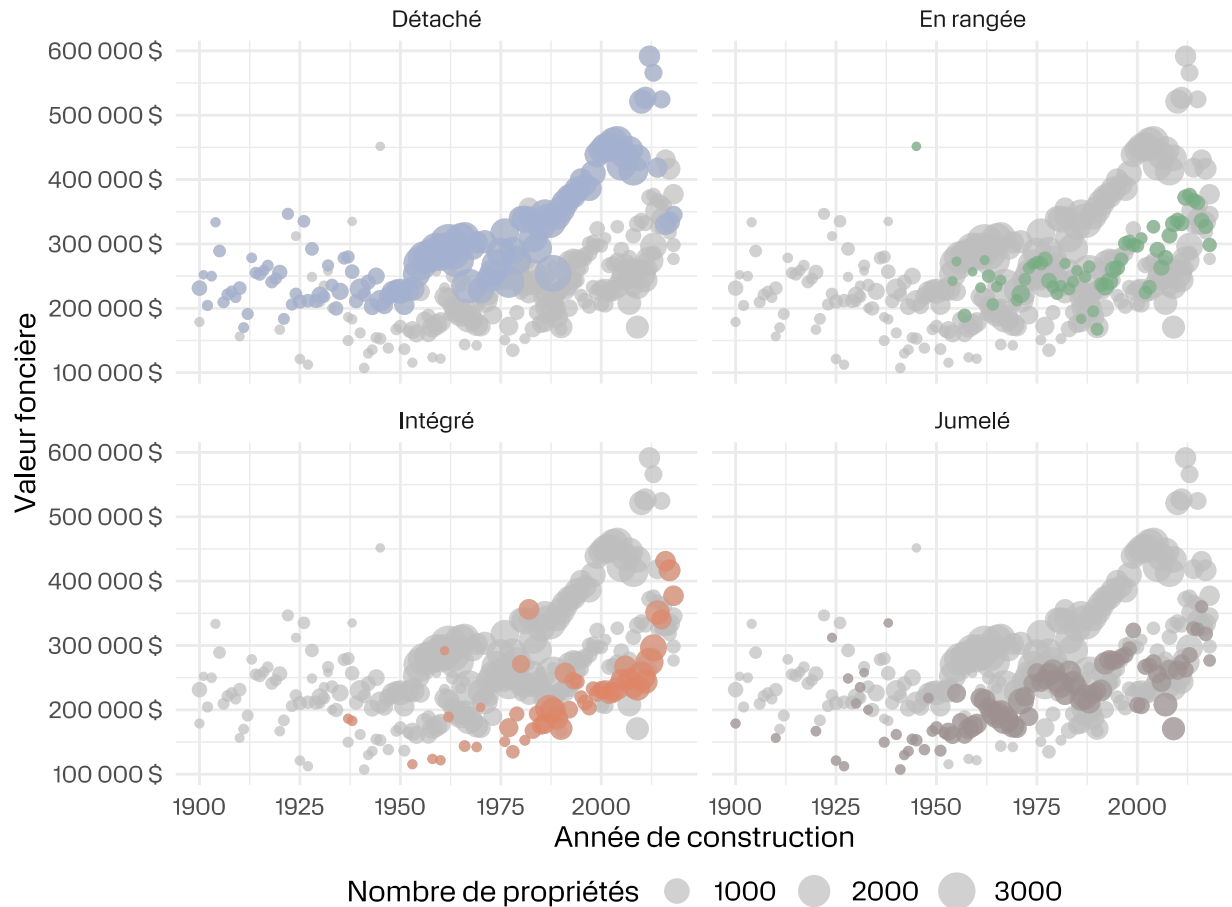 Détaché
En rangée
600 000 $
500 000 $
400 000 $
300 000 $
200 000 $
100 000 $
Intégré
Jumelé
600 000 $
500 000 $
400 000 $
300 000 $
200 000 $
100 000 $
Valeur foncière
1900 1925 1950 1975 2000
1900 1925 1950 1975 2000
Année de construction
Nombre de propriétés 1000 2000 3000